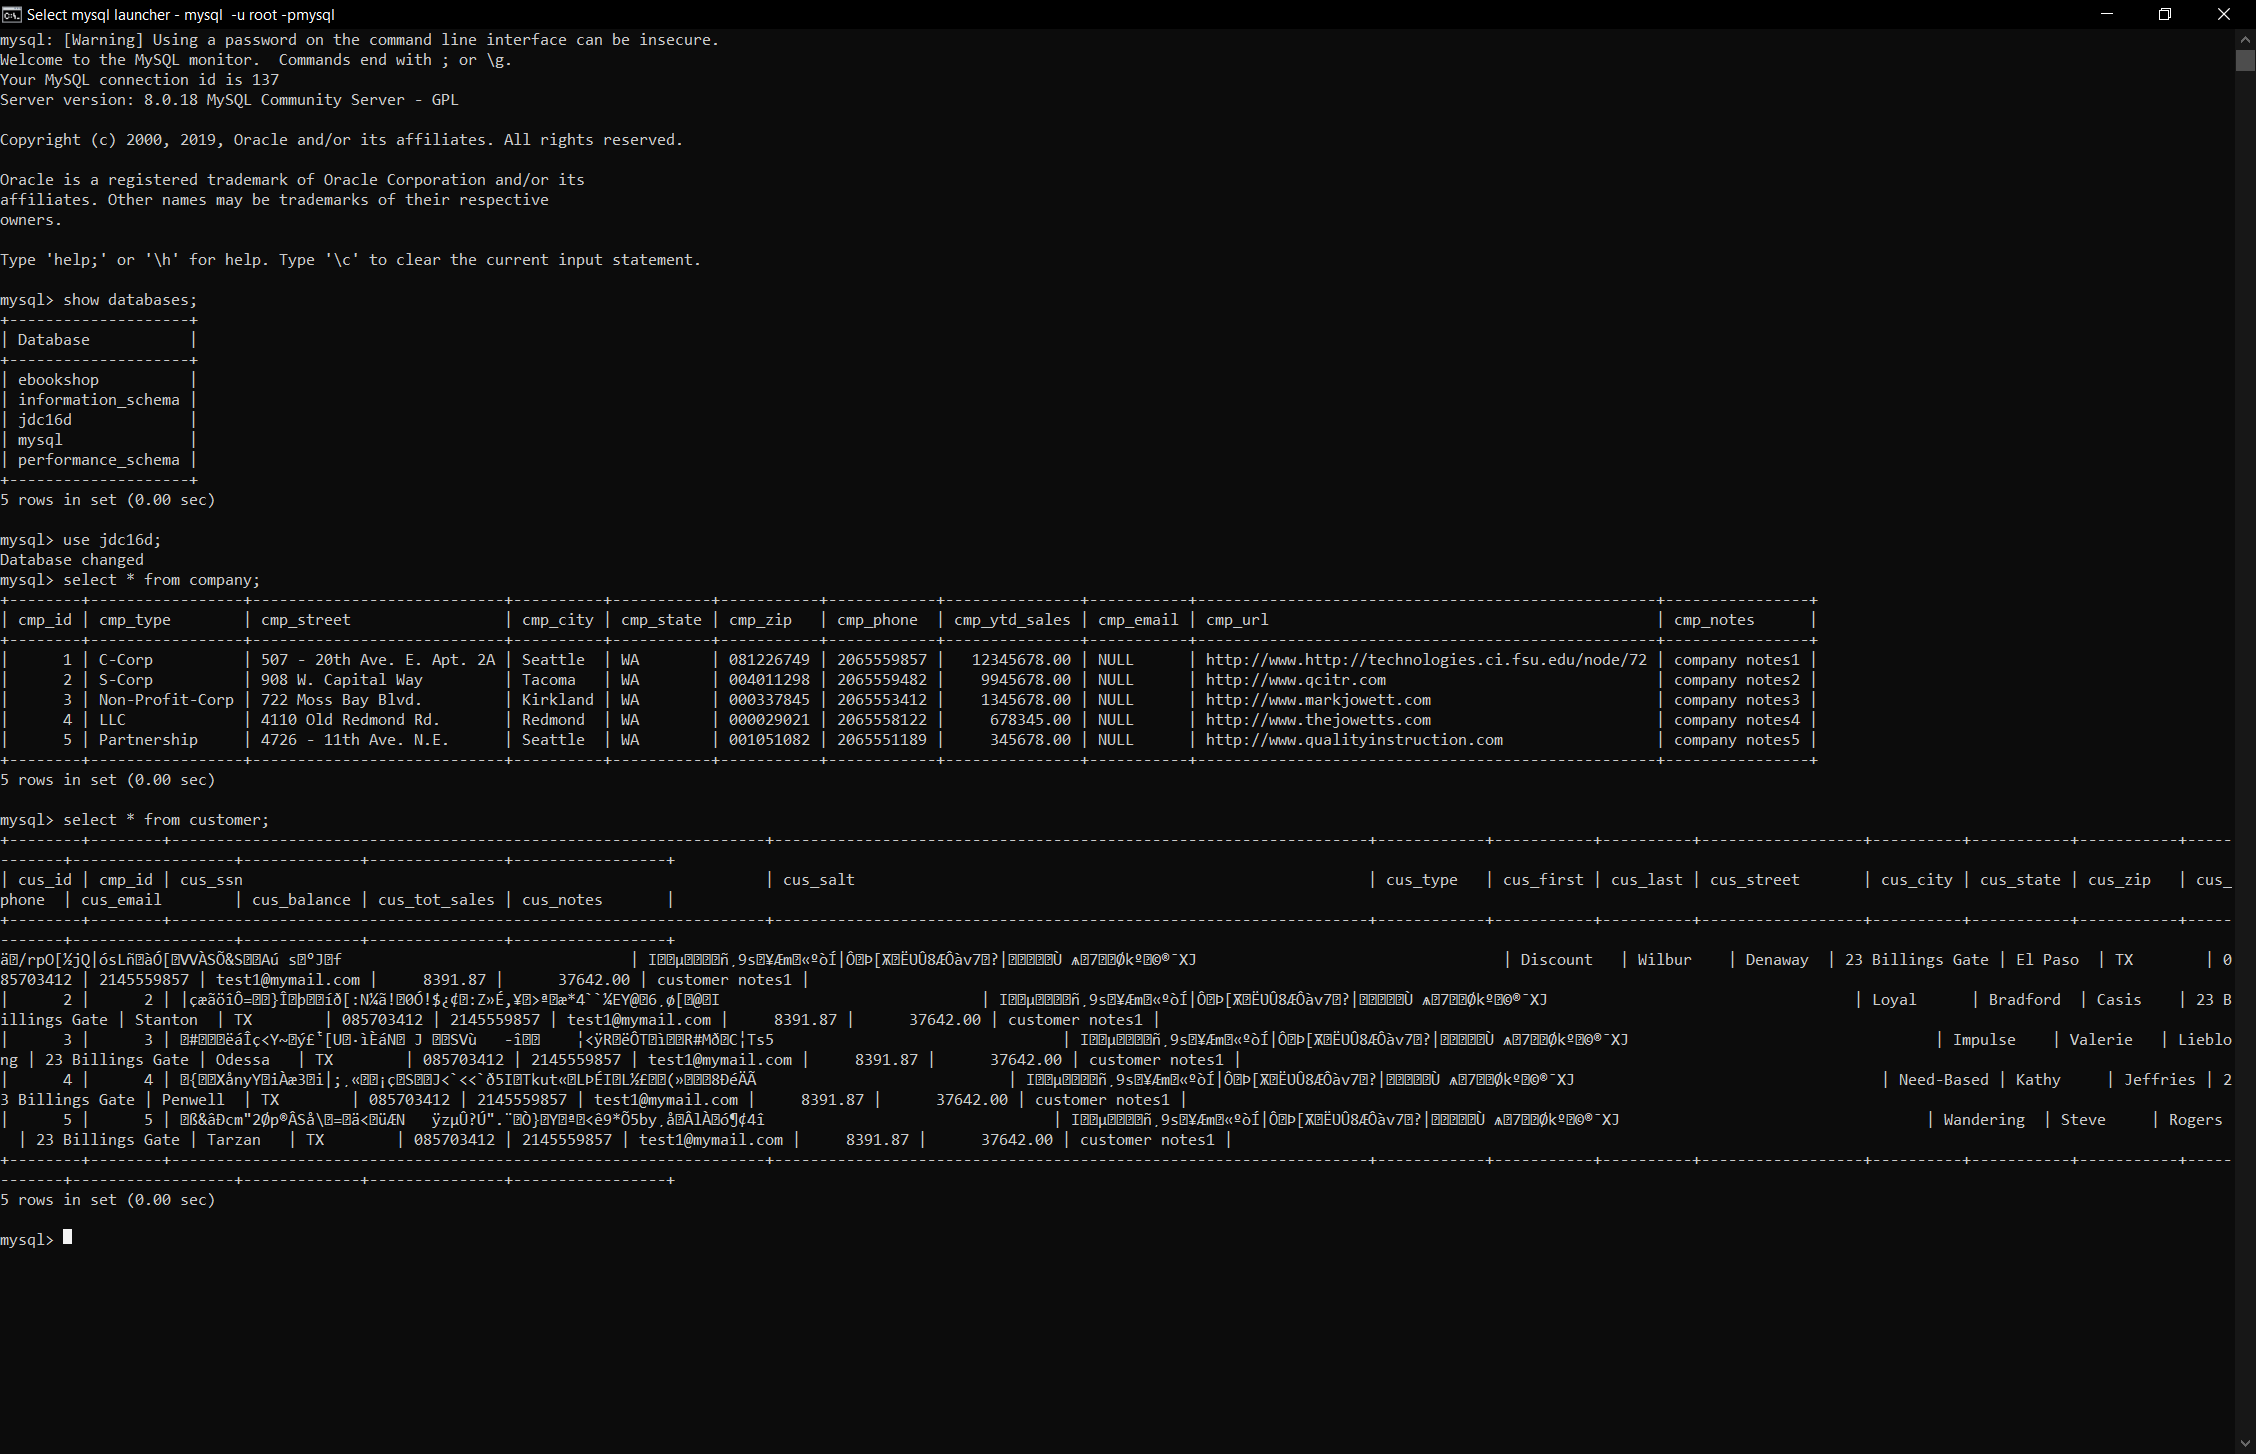 Select mysql launcher - mysql  -u root -pmysql
mysql: [Warning] Using a password on the command line interface can be insecure.
Welcome to the MySQL monitor.  Commands end with ; or \g.
Your MySQL connection id is 137
Server version: 8.0.18 MySQL Community Server - GPL
Copyright (c) 2000, 2019, Oracle and/or its affiliates. All rights reserved.
Oracle is a registered trademark of Oracle Corporation and/or its
affiliates. Other names may be trademarks of their respective
owners.
Type 'help;' or '\h' for help. Type '\c' to clear the current input statement.
mysql> show databases;
| Database           |
| ebookshop          |
| information_schema |
| jdc16d             |
| mysql              |
| performance_schema |
5 rows in set (0.00 sec)
mysql> use jdc16d;
Database changed
mysql> select * from company;
| cmp_id | cmp_type        | cmp_street                 | cmp_city | cmp_state | cmp_zip   | cmp_phone  | cmp_ytd_sales | cmp_email | cmp_url | cmp_notes      |
| 1 | C-Corp | 507 - 20th Ave. E. Apt. 2A | Seattle | WA | 081226749 | 2065559857 | 12345678.00 | NULL | http://www.http://technologies.ci.fsu.edu/node/72 | company notes1 |
| 2 | S-Corp | 908 W. Capital Way | Tacoma | WA | 004011298 | 2065559482 | 9945678.00 | NULL | http://www.qcitr.com | company notes2 |
| 3 | Non-Profit-Corp | 722 Moss Bay Blvd. | Kirkland | WA | 000337845 | 2065553412 | 1345678.00 | NULL | http://www.markjowett.com | company notes3 |
| 4 | LLC | 4110 Old Redmond Rd. | Redmond | WA | 000029021 | 2065558122 | 678345.00 | NULL | http://www.thejowetts.com | company notes4 |
| 5 | Partnership | 4726 - 11th Ave. N.E. | Seattle | WA | 001051082 | 2065551189 | 345678.00 | NULL | http://www.qualityinstruction.com | company notes5 |
5 rows in set (0.00 sec)
mysql> select * from customer;
| cus_id | cmp_id | cus_ssn | cus_salt | cus_type | cus_first | cus_last | cus_street | cus_city | cus_state | cus_zip | cus_
phone | cus_email | cus_balance | cus_tot_sales | cus_notes |
| Discount | Wilbur | Denaway | 23 Billings Gate | El Paso | TX | 0
85703412 | 2145559857 | test1@mymail.com | 8391.87 | 37642.00 | customer notes1 |
| 2 | 2 | | Loyal | Bradford | Casis | 23 B
illings Gate | Stanton | TX | 085703412 | 2145559857 | test1@mymail.com | 8391.87 | 37642.00 | customer notes1 |
| 3 | 3 | | Impulse | Valerie | Lieblo
ng | 23 Billings Gate | Odessa | TX | 085703412 | 2145559857 | test1@mymail.com | 8391.87 | 37642.00 | customer notes1 |
| 4 | 4 | | Need-Based | Kathy | Jeffries | 2
3 Billings Gate | Penwell | TX | 085703412 | 2145559857 | test1@mymail.com | 8391.87 | 37642.00 | customer notes1 |
| 5 | 5 | | Wandering | Steve | Rogers
| 23 Billings Gate | Tarzan | TX | 085703412 | 2145559857 | test1@mymail.com | 8391.87 | 37642.00 | customer notes1 |
5 rows in set (0.00 sec)
mysql>